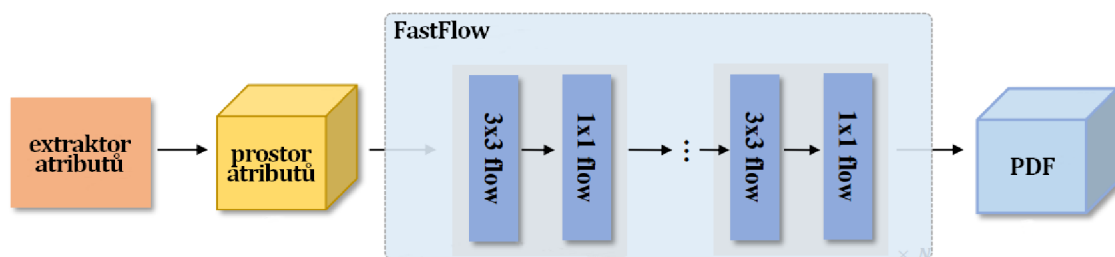 FastFlow
extraktor
atributů
prostor
atributů
3x3 flow
1x1 flow
⋮
3x3 flow
1x1 flow
PDF
× N